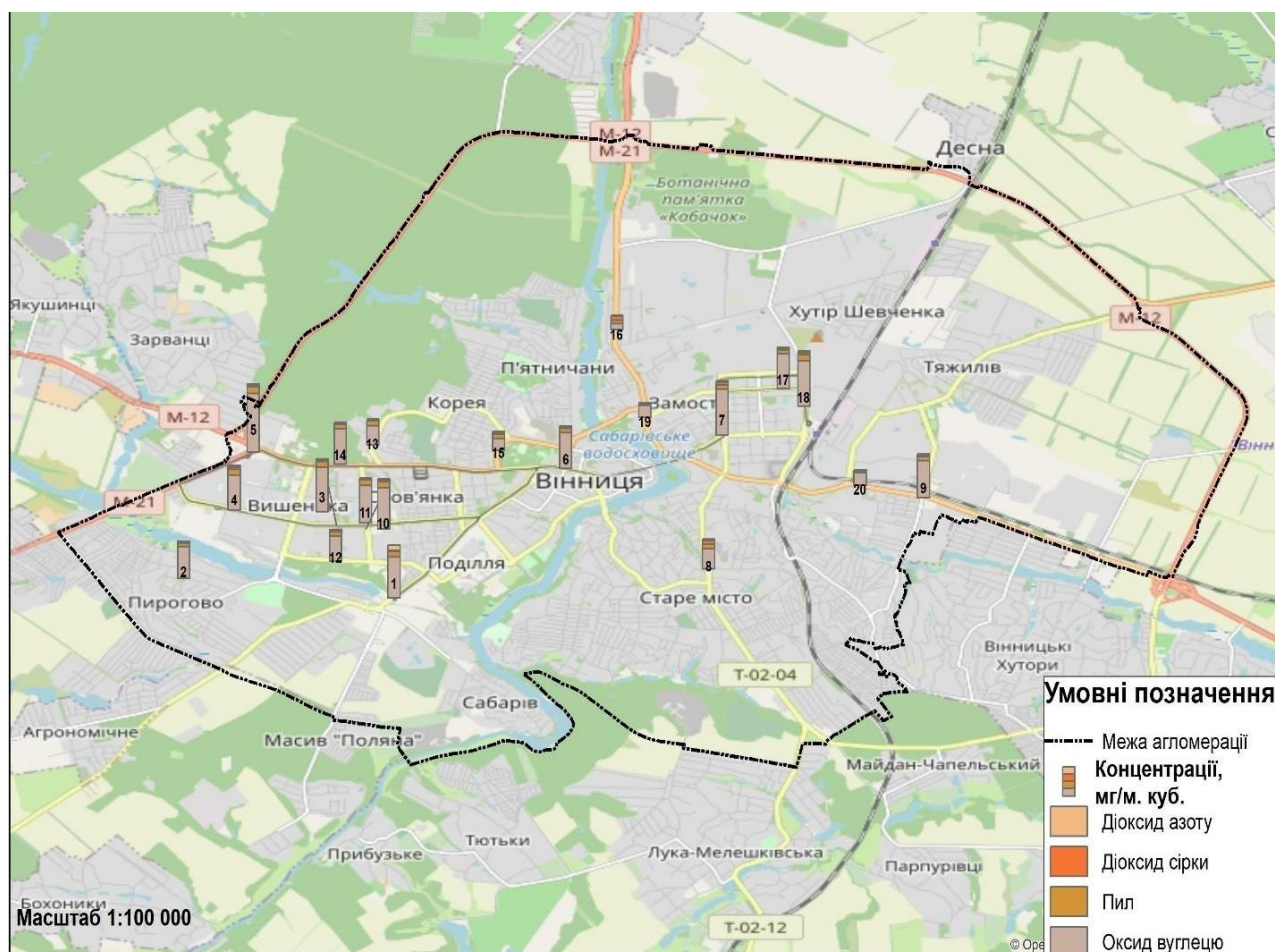 М-12
М-21
Десна
Ботанічна
пам'ятка
«Кабачок»
Якушинці
Зарванці
Хутір Шевченка
М-12
16
П'ятничани
Тяжилів
17
18
Корея
Замост
М-12
5
13
14
15
6
19
7
Сабарівське
водосховище
Вінниця
М-21
4
3
Вишенька
11
10
ов'янка
20
9
12
2
1
Поділля
8
Пирогово
Старе місто
Вінницькі
Хутори
Т-02-04
Сабарів
Агрономічне
Масив "Поляна"
Майдан-Чапельський
Тютьки
Прибузьке
Лука-Мелешківська
Парпурівці
Бохоники
Масштаб 1:100 000
Т-02-12
Умовні позначення
Межа агломерації
Концентрації,
мг/м. куб.
Діоксид азоту
Діоксид сірки
Пил
Оксид вуглецю
© Ope